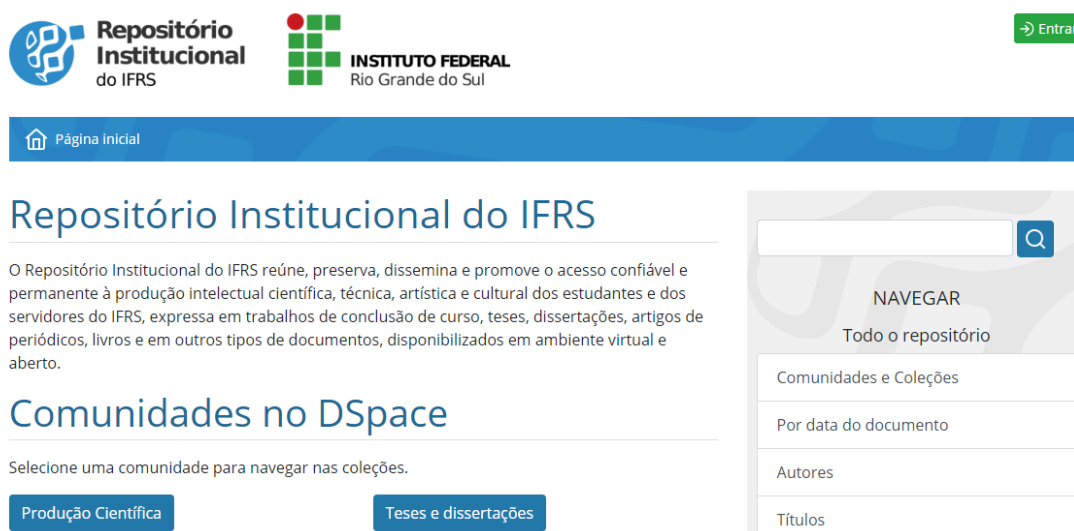 Repositório
Institucional
do IFRS
INSTITUTO FEDERAL
Rio Grande do Sul
Entrar
Página inicial
Repositório Institucional do IFRS
O Repositório Institucional do IFRS reúne, preserva, dissemina e promove o acesso confiável e
permanente à produção intelectual científica, técnica, artística e cultural dos estudantes e dos
servidores do IFRS, expressa em trabalhos de conclusão de curso, teses, dissertações, artigos de
periódicos, livros e em outros tipos de documentos, disponibilizados em ambiente virtual e
aberto.
Comunidades no DSpace
Selecione uma comunidade para navegar nas coleções.
Produção Científica
Teses e dissertações
NAVEGAR
Todo o repositório
Comunidades e Coleções
Por data do documento
Autores
Títulos